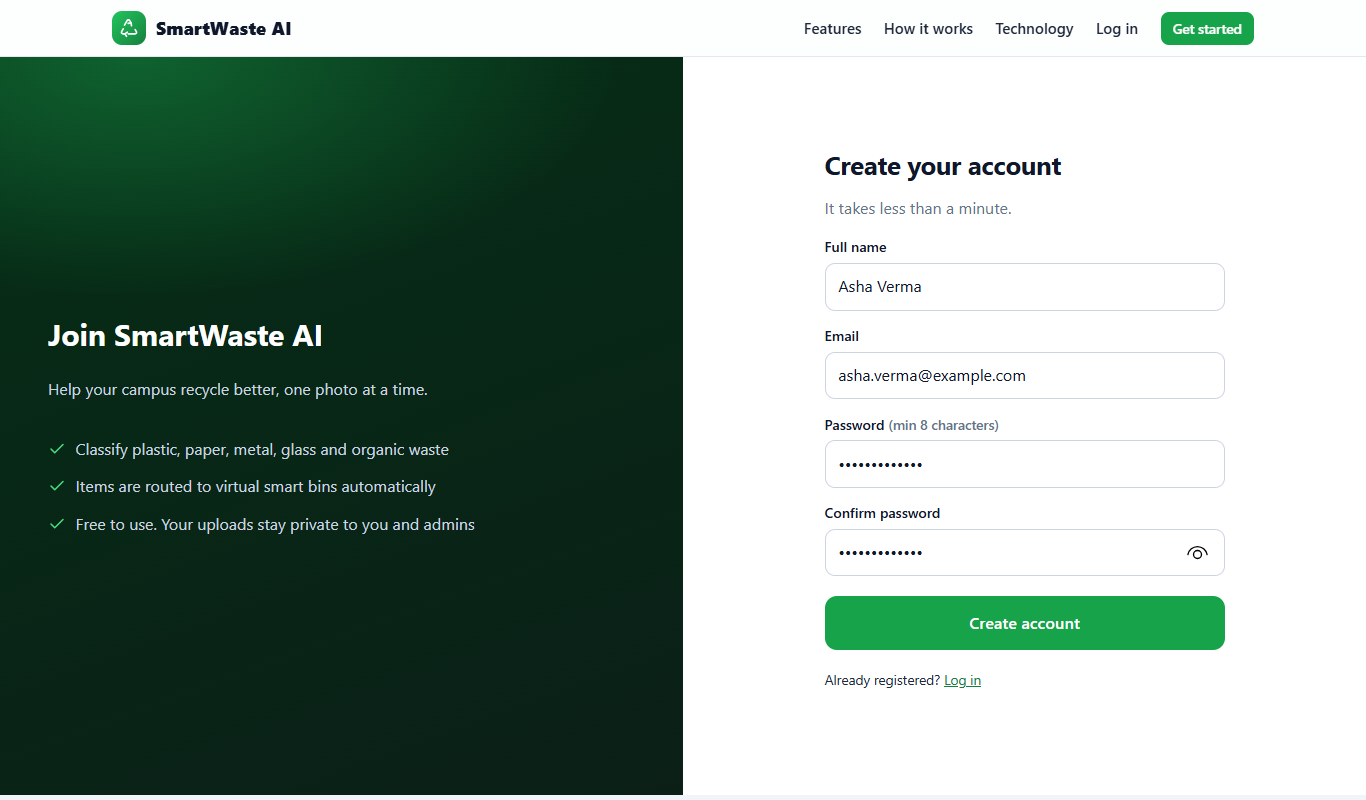 SmartWaste AI
Features
How it works
Technology
Log in
Get started
Join SmartWaste AI
Help your campus recycle better, one photo at a time.
Classify plastic, paper, metal, glass and organic waste
Items are routed to virtual smart bins automatically
Free to use. Your uploads stay private to you and admins
Create your account
It takes less than a minute.
Full name
Asha Verma
Email
asha.verma@example.com
Password (min 8 characters)
•••••••••••••
Confirm password
•••••••••••••
Create account
Already registered? Log in